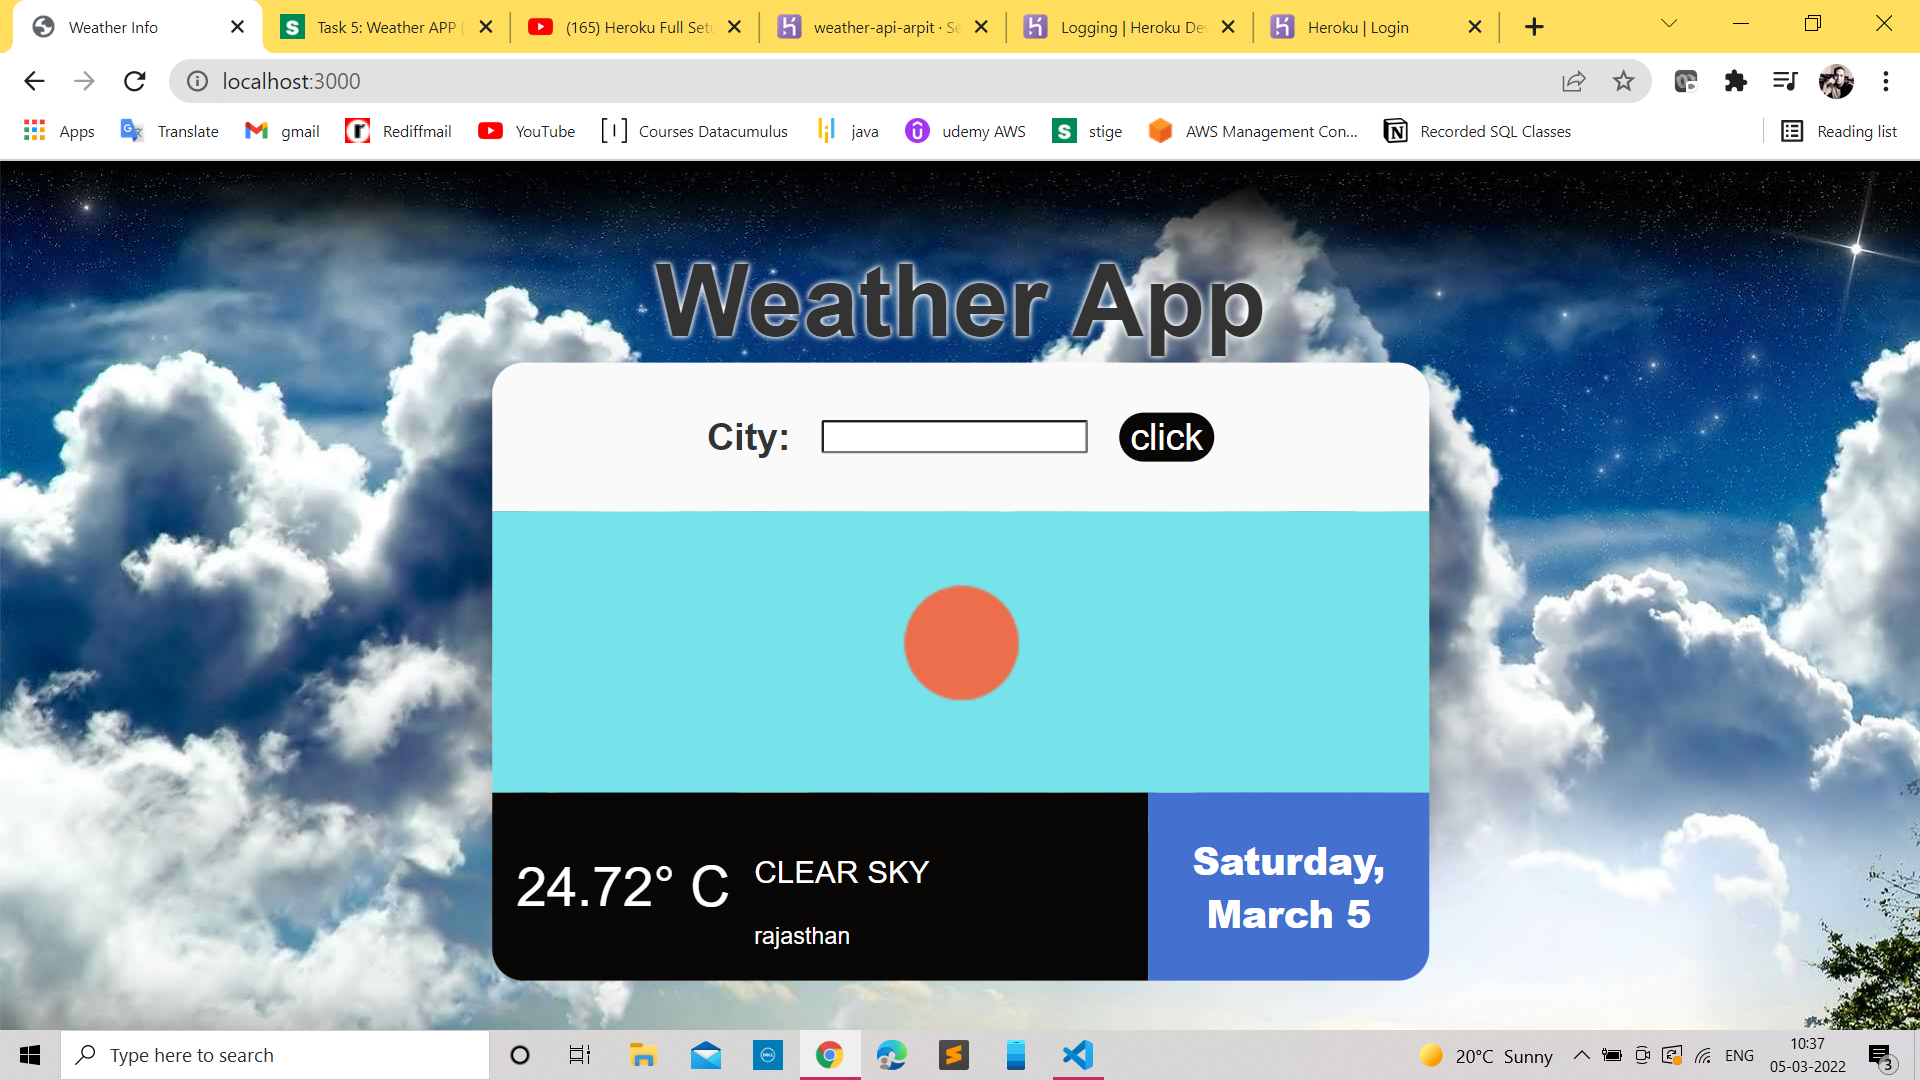 Weather Info
Task 5: Weather APP (
(165) Heroku Full Setu
weather-api-arpit · Se
Logging | Heroku De
Heroku | Login
localhost:3000
Apps
Translate
gmail
Rediffmail
YouTube
Courses Datacumulus
java
udemy AWS
stige
AWS Management Con...
Recorded SQL Classes
Reading list
Weather App
City:
click
24.72° C
CLEAR SKY
rajasthan
Saturday,
March 5
Type here to search
20°C Sunny
ENG
10:37
05-03-2022
3